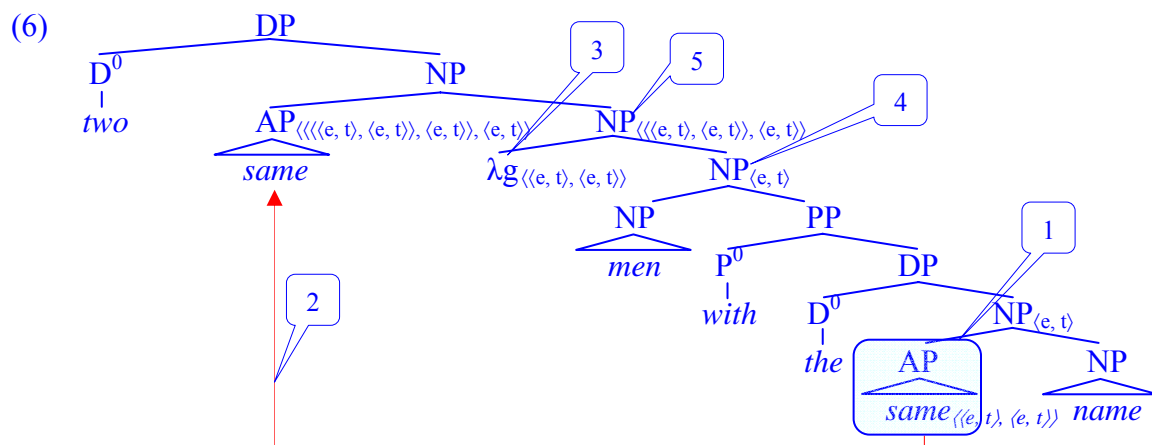 (6) DP
3 5
D⁰ NP
4
two AP⟨⟨⟨⟨e, t⟩, ⟨e, t⟩⟩, ⟨e, t⟩⟩, ⟨e, t⟩⟩ NP⟨⟨⟨e, t⟩, ⟨e, t⟩⟩, ⟨e, t⟩⟩
same λg⟨⟨e, t⟩, ⟨e, t⟩⟩ NP⟨e, t⟩
NP PP
1
men P⁰ DP
2
with D⁰ NP⟨e, t⟩
the AP NP
same⟨⟨e, t⟩, ⟨e, t⟩⟩ name